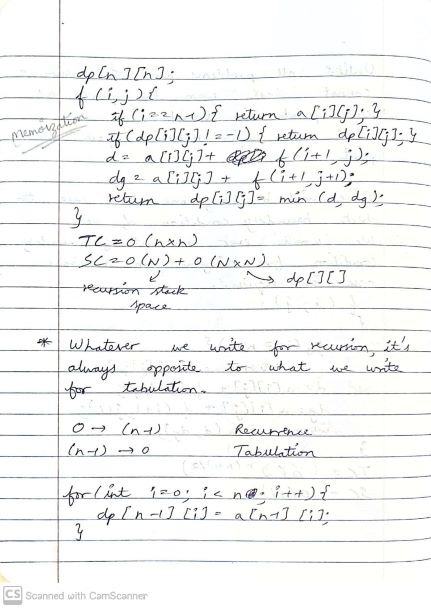 dp[n][n];
f(i,j){
if(i==n-1){ return a[i][j]; }
Memoization
if(dp[i][j]!=-1){ return dp[i][j]; }
d= a[i][j]+ f(i+1, j);
dg = a[i][j] + f(i+1, j+1);
return dp[i][j]= min (d, dg);
}
TC = O (n×n)
SC = O (N) + O (N×N)
recursion stack space
dp[][]
* Whatever we write for recursion, it's
always opposite to what we write
for tabulation.
0 → (n-1) Recurrence
(n-1) → 0 Tabulation
for(int i=0; i<n; i++){
dp[n-1][i]= a[n-1][i];
}
CS Scanned with CamScanner